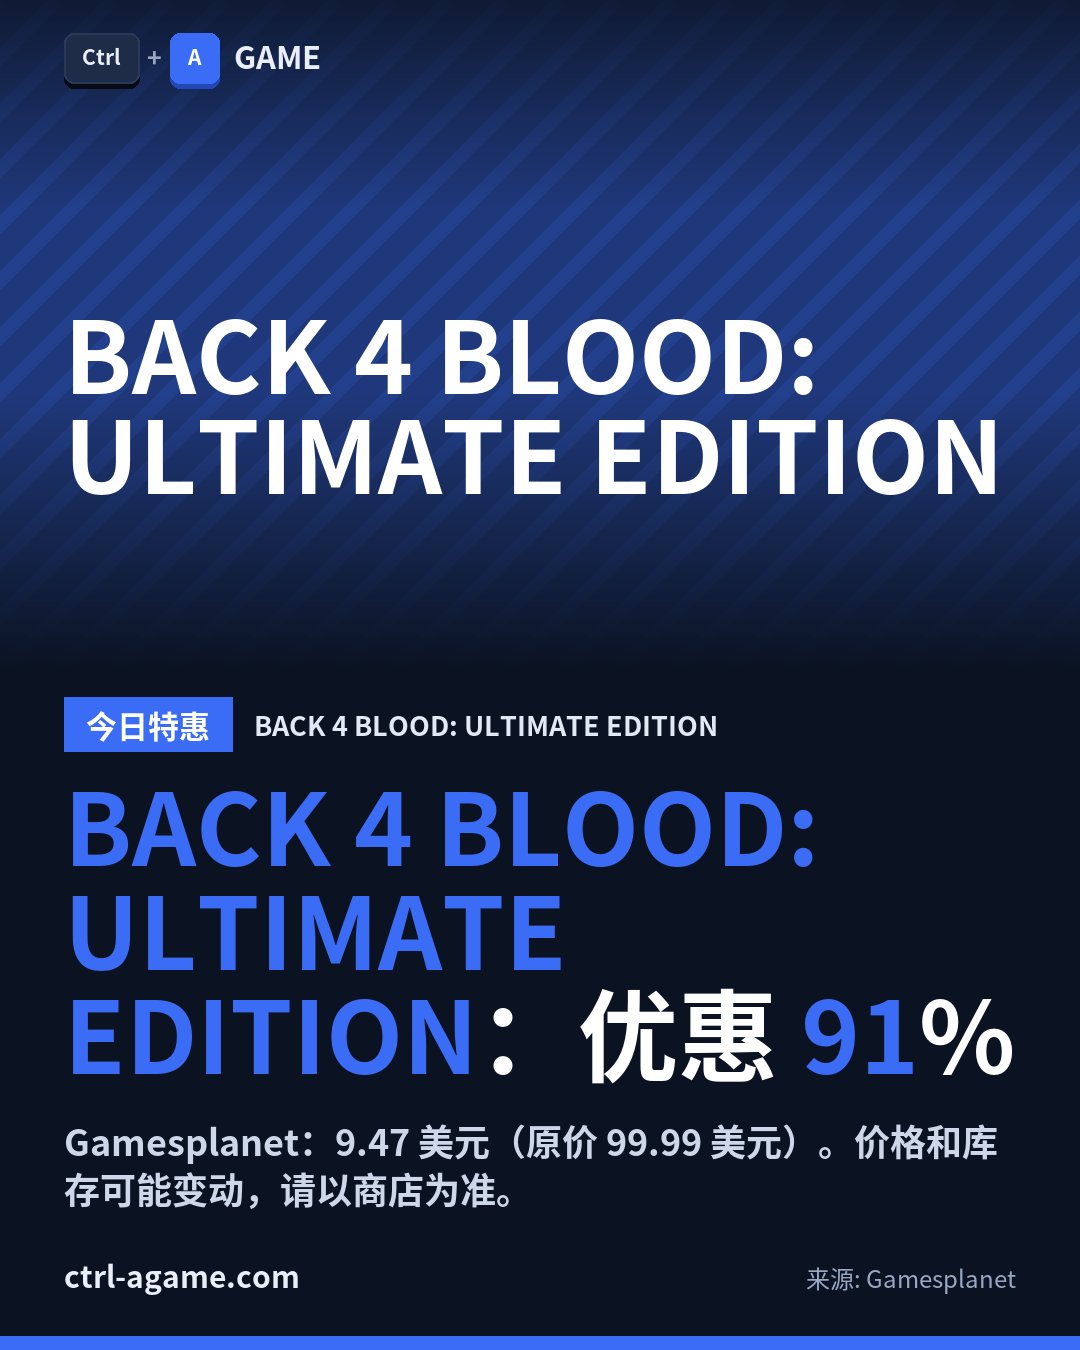 Ctrl + A GAME
BACK 4 BLOOD:
ULTIMATE EDITION
今日特惠 BACK 4 BLOOD: ULTIMATE EDITION
BACK 4 BLOOD:
ULTIMATE
EDITION：优惠 91%
Gamesplanet：9.47 美元（原价 99.99 美元）。价格和库
存可能变动，请以商店为准。
ctrl-agame.com 来源: Gamesplanet